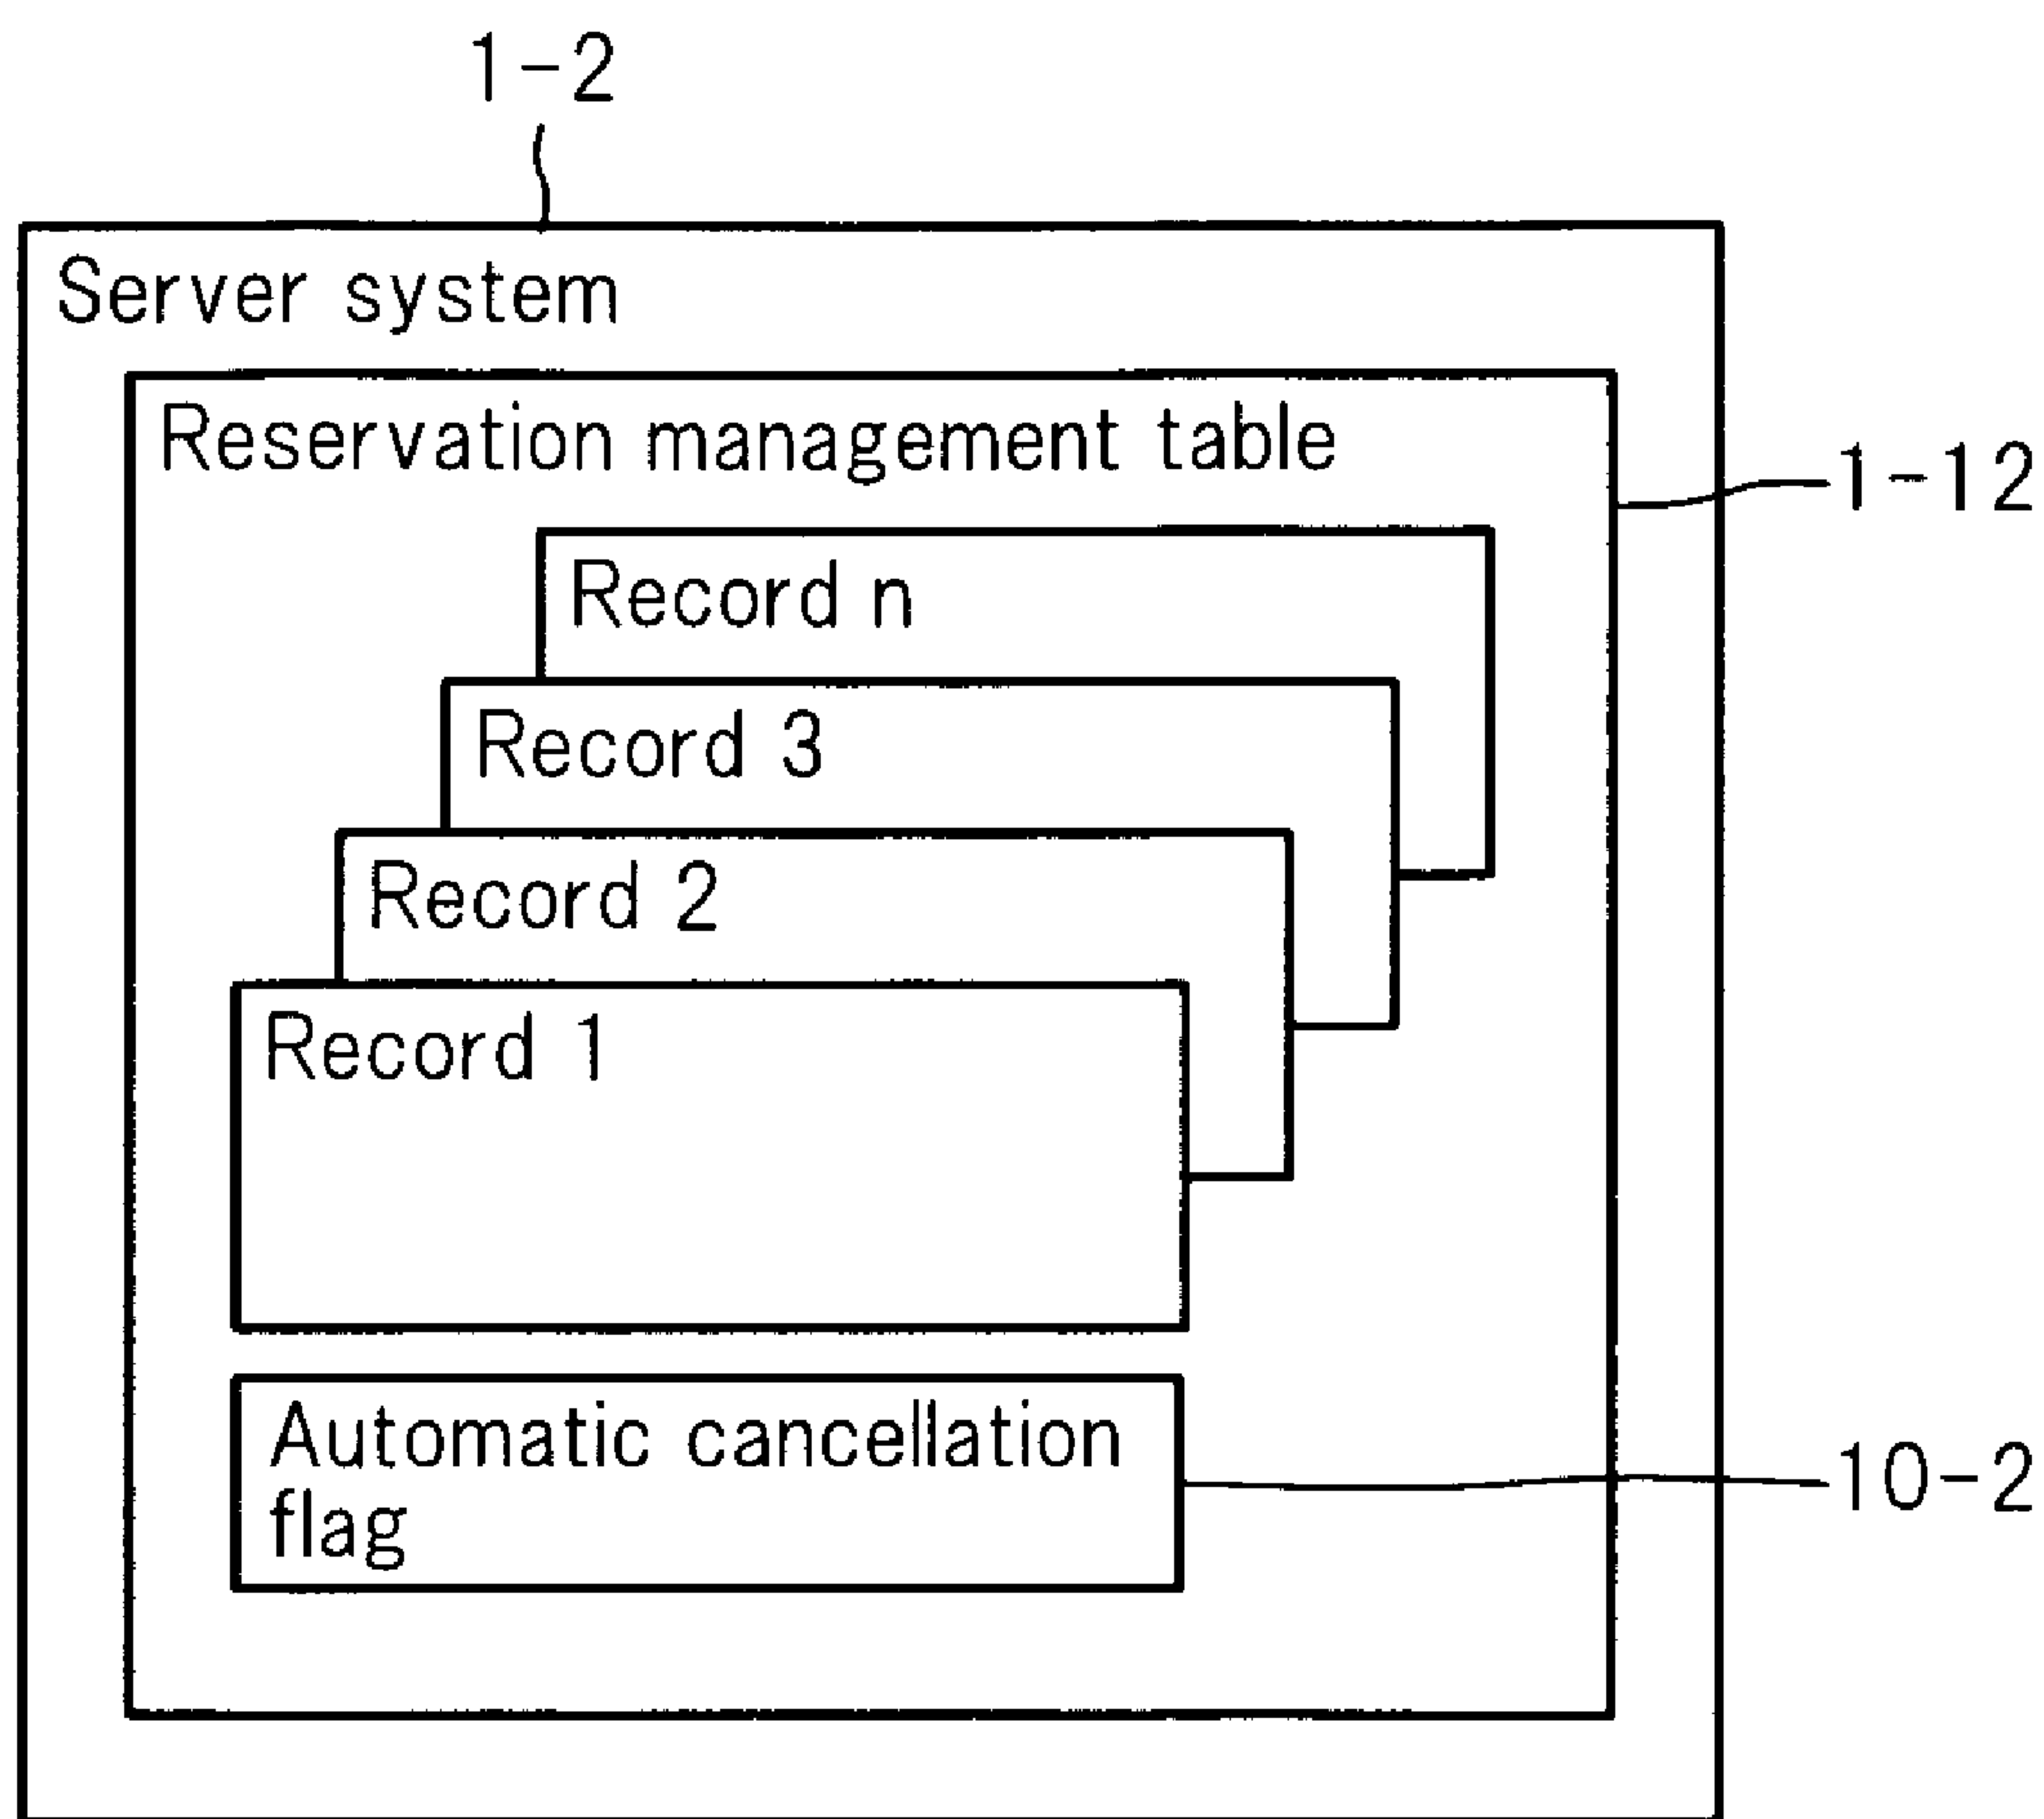 1-2
Server system
Reservation management table
1-12
Record n
Record 3
Record 2
Record 1
Automatic cancellation
flag
10-2